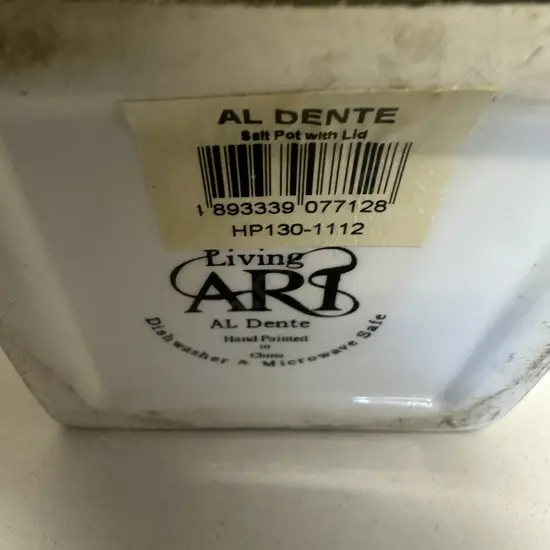 AL DENTE
Salt Pot with Lid
4 893339 077128
HP130-1112
Living
ART
AL Dente
Hand Painted
in
China
Dishwasher & Microwave Safe